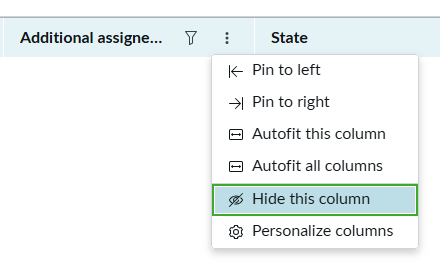 Additional assigne... State
Pin to left
Pin to right
Autofit this column
Autofit all columns
Hide this column
Personalize columns